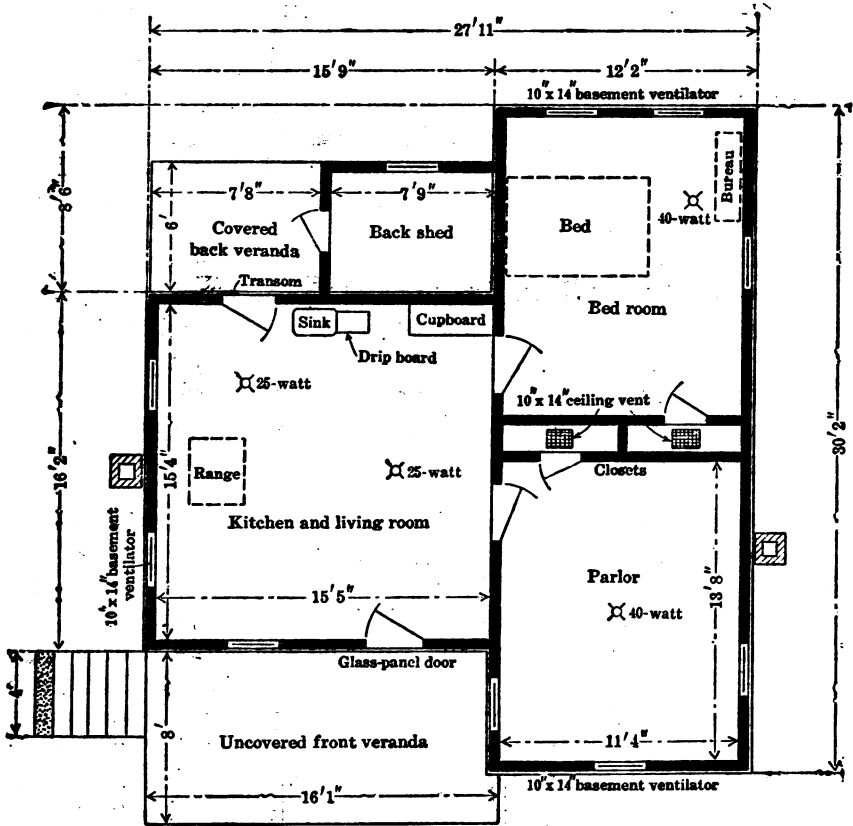 27'11"
15'9"
12'2"
10"x 14" basement ventilator
8'6"
7'8"
7'9"
6'
Covered
back veranda
Back shed
Bed
Bureau
40-watt
Transom
Sink
Cupboard
Drip board
Bed room
25-watt
10"x 14" ceiling vent
30'2"
16'2"
15'4"
Range
25-watt
Closets
Kitchen and living room
10"x 14" basement
ventilator
Parlor
13'8"
15'5"
40-watt
Glass-panel door
4'
8'
Uncovered front veranda
11'4"
16'1"
10"x 14" basement ventilator